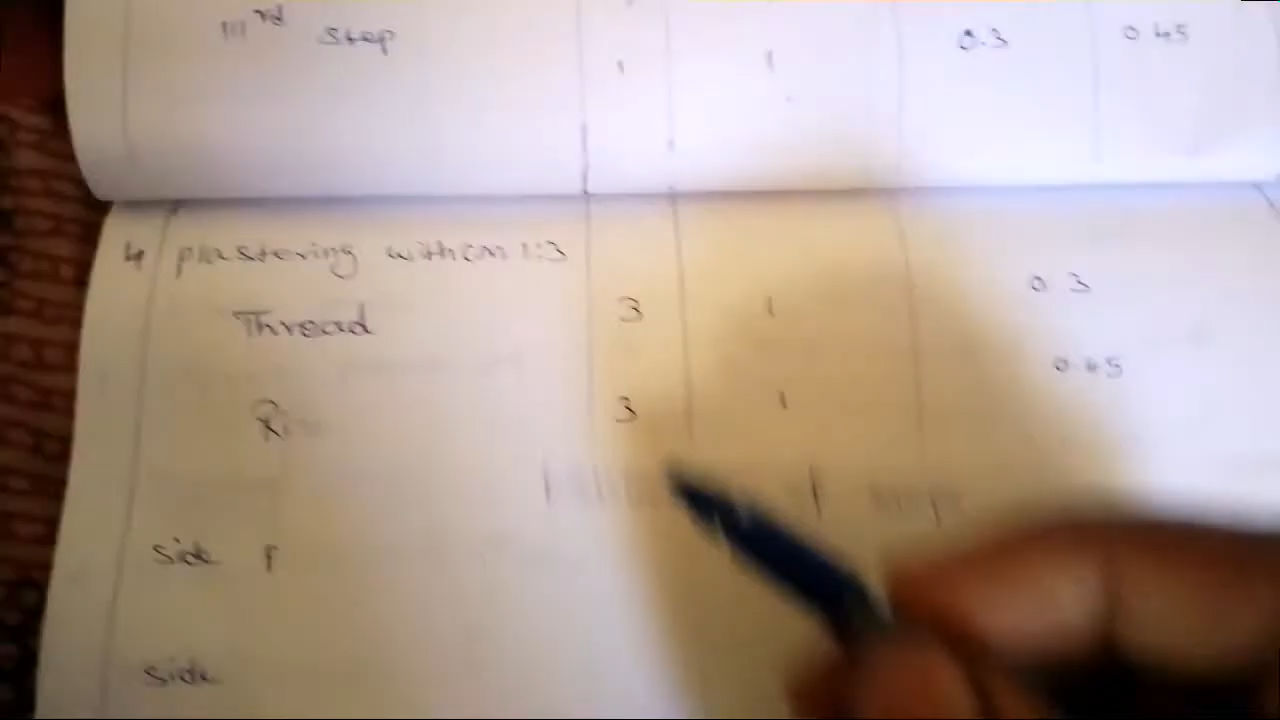 IIIrd step 1 1 0.3 0.45
4 plastering with cm 1:3
Thread 3 1 0.3
3 1 0.45
side
side